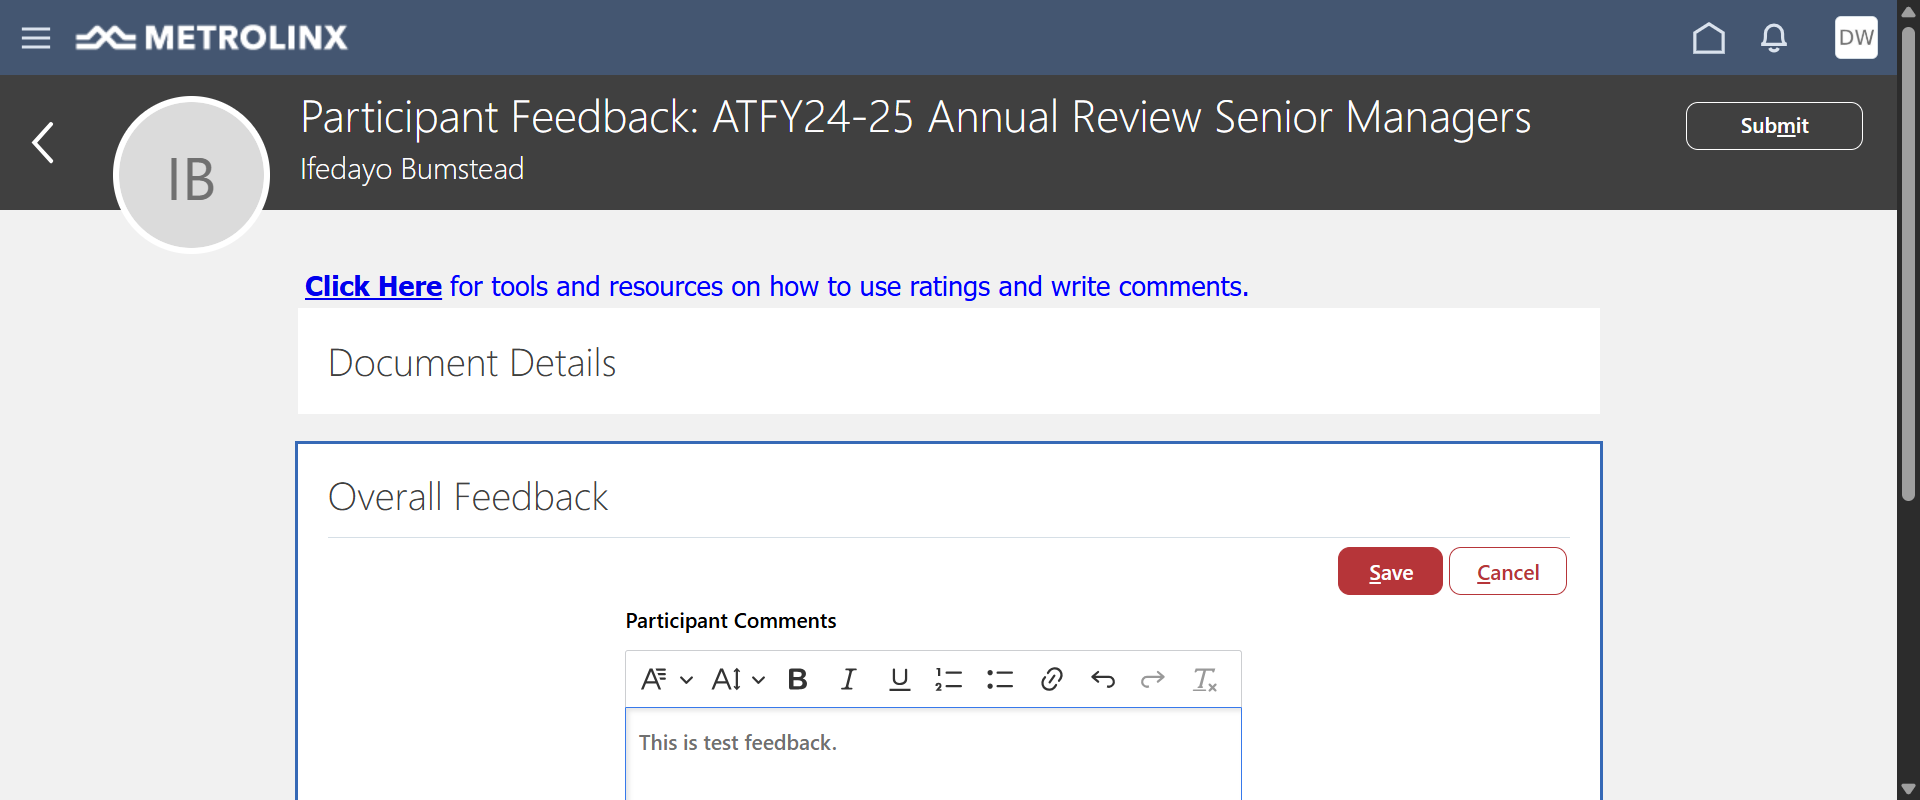 METROLINX
DW
IB
Participant Feedback: ATFY24-25 Annual Review Senior Managers
Ifedayo Bumstead
Submit
Click Here for tools and resources on how to use ratings and write comments.
Document Details
Overall Feedback
Save
Cancel
Participant Comments
This is test feedback.